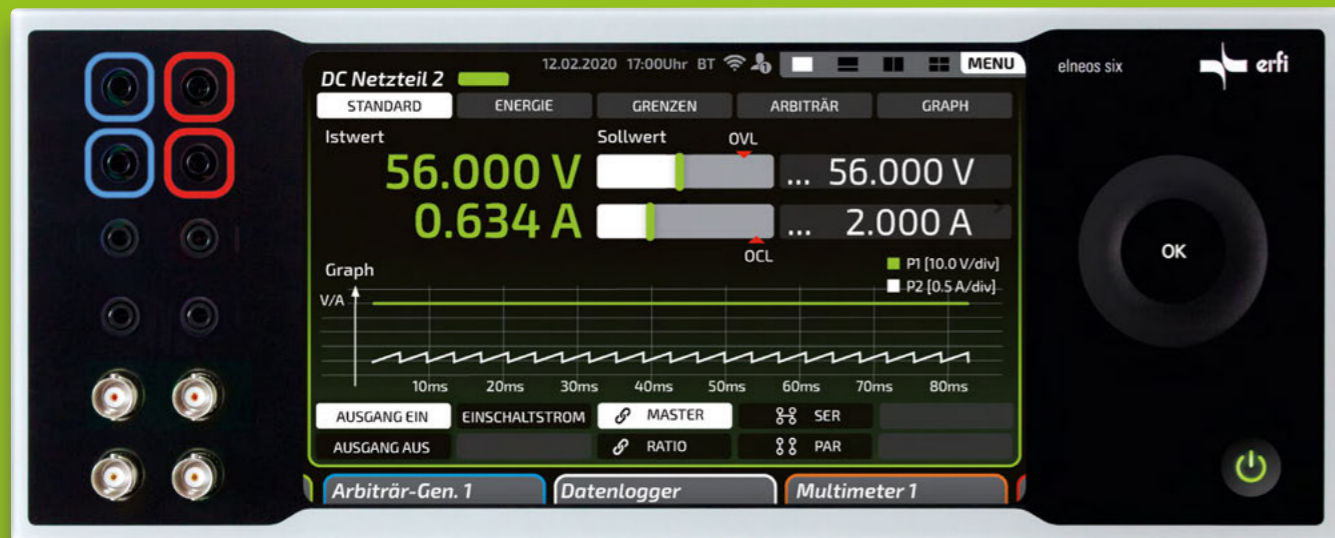 12.02.2020 17:00Uhr BT
MENU
elneos six
erfi
DC Netzteil 2
STANDARD ENERGIE GRENZEN ARBITRÄR GRAPH
Istwert Sollwert OVL
56.000 V ... 56.000 V
0.634 A ... 2.000 A
OCL
OK
Graph
P1 [10.0 V/div]
P2 [0.5 A/div]
V/A
10ms 20ms 30ms 40ms 50ms 60ms 70ms 80ms
AUSGANG EIN EINSCHALTSTROM MASTER SER
AUSGANG AUS RATIO PAR
Arbiträr-Gen. 1 Datenlogger Multimeter 1